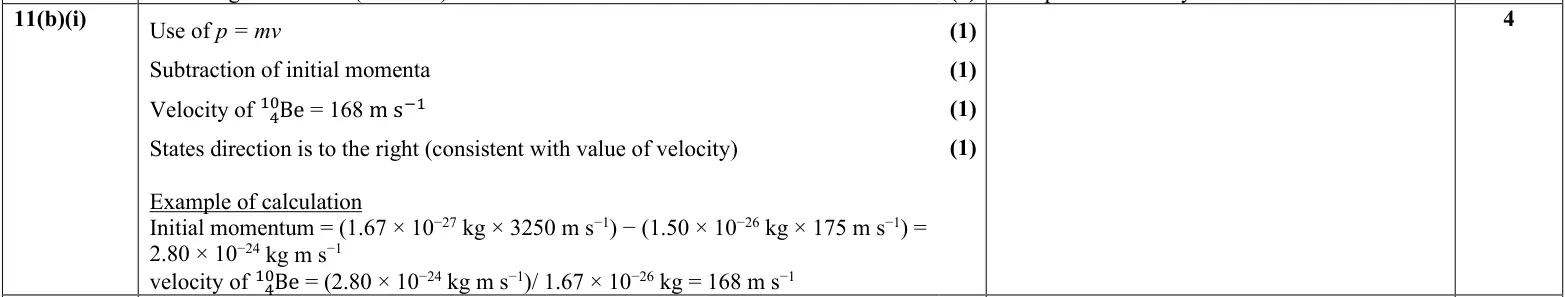 11(b)(i)
Use of p = mv (1)
4
Subtraction of initial momenta (1)
Velocity of ¹⁰₄Be = 168 m s⁻¹ (1)
States direction is to the right (consistent with value of velocity) (1)
Example of calculation
Initial momentum = (1.67 × 10⁻²⁷ kg × 3250 m s⁻¹) − (1.50 × 10⁻²⁶ kg × 175 m s⁻¹) =
2.80 × 10⁻²⁴ kg m s⁻¹
velocity of ¹⁰₄Be = (2.80 × 10⁻²⁴ kg m s⁻¹)/ 1.67 × 10⁻²⁶ kg = 168 m s⁻¹